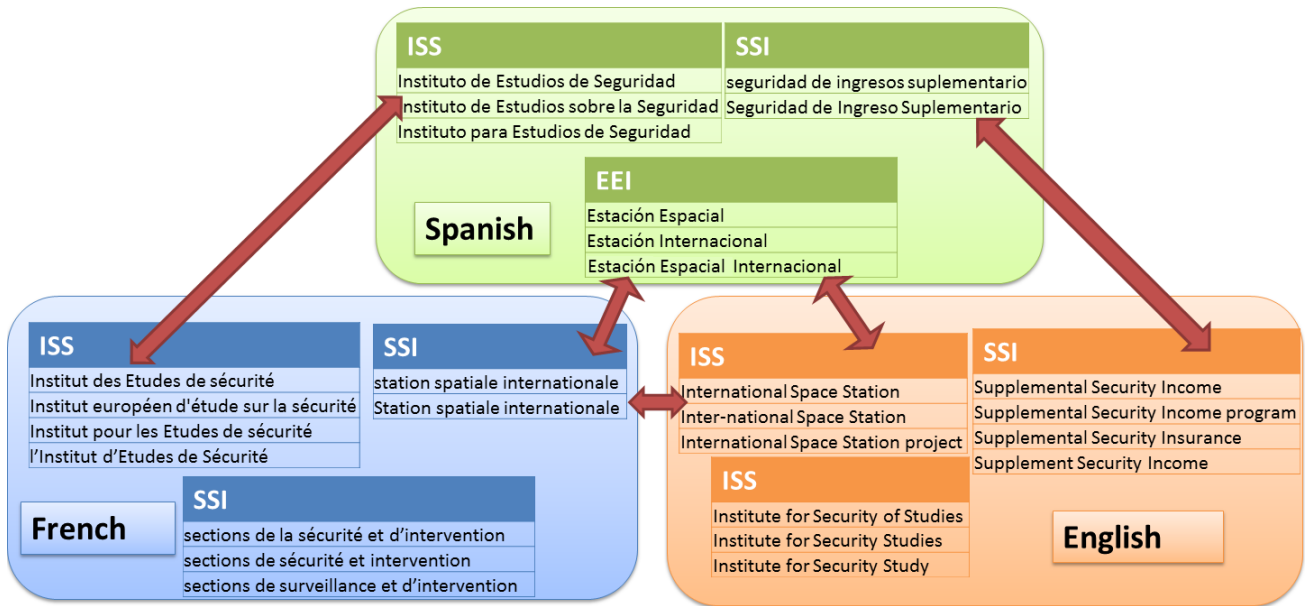 ISS
Instituto de Estudios de Seguridad
Instituto de Estudios sobre la Seguridad
Instituto para Estudios de Seguridad
SSI
seguridad de ingresos suplementario
Seguridad de Ingreso Suplementario
EEI
Estación Espacial
Estación Internacional
Estación Espacial Internacional
Spanish
ISS
Institut des Etudes de sécurité
Institut européen d'étude sur la sécurité
Institut pour les Etudes de sécurité
l’Institut d’Etudes de Sécurité
SSI
station spatiale internationale
Station spatiale internationale
SSI
sections de la sécurité et d’intervention
sections de sécurité et intervention
sections de surveillance et d’intervention
French
ISS
International Space Station
Inter-national Space Station
International Space Station project
SSI
Supplemental Security Income
Supplemental Security Income program
Supplemental Security Insurance
Supplement Security Income
ISS
Institute for Security of Studies
Institute for Security Studies
Institute for Security Study
English